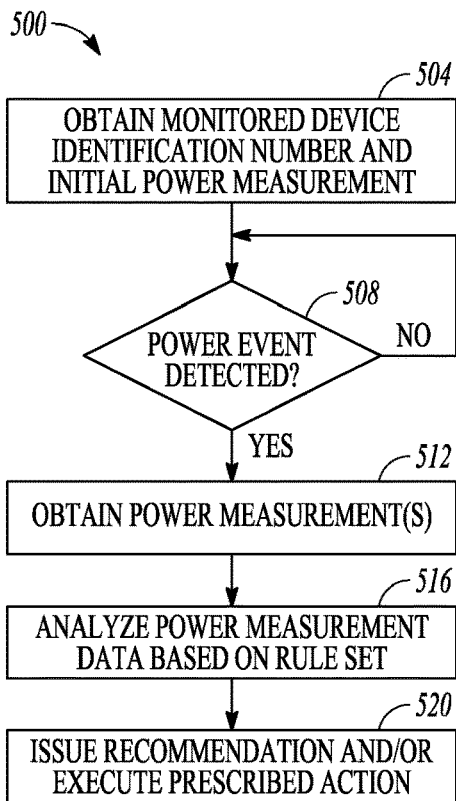 500
504
OBTAIN MONITORED DEVICE
IDENTIFICATION NUMBER AND
INITIAL POWER MEASUREMENT
508
POWER EVENT
DETECTED?
NO
YES
512
OBTAIN POWER MEASUREMENT(S)
516
ANALYZE POWER MEASUREMENT
DATA BASED ON RULE SET
520
ISSUE RECOMMENDATION AND/OR
EXECUTE PRESCRIBED ACTION